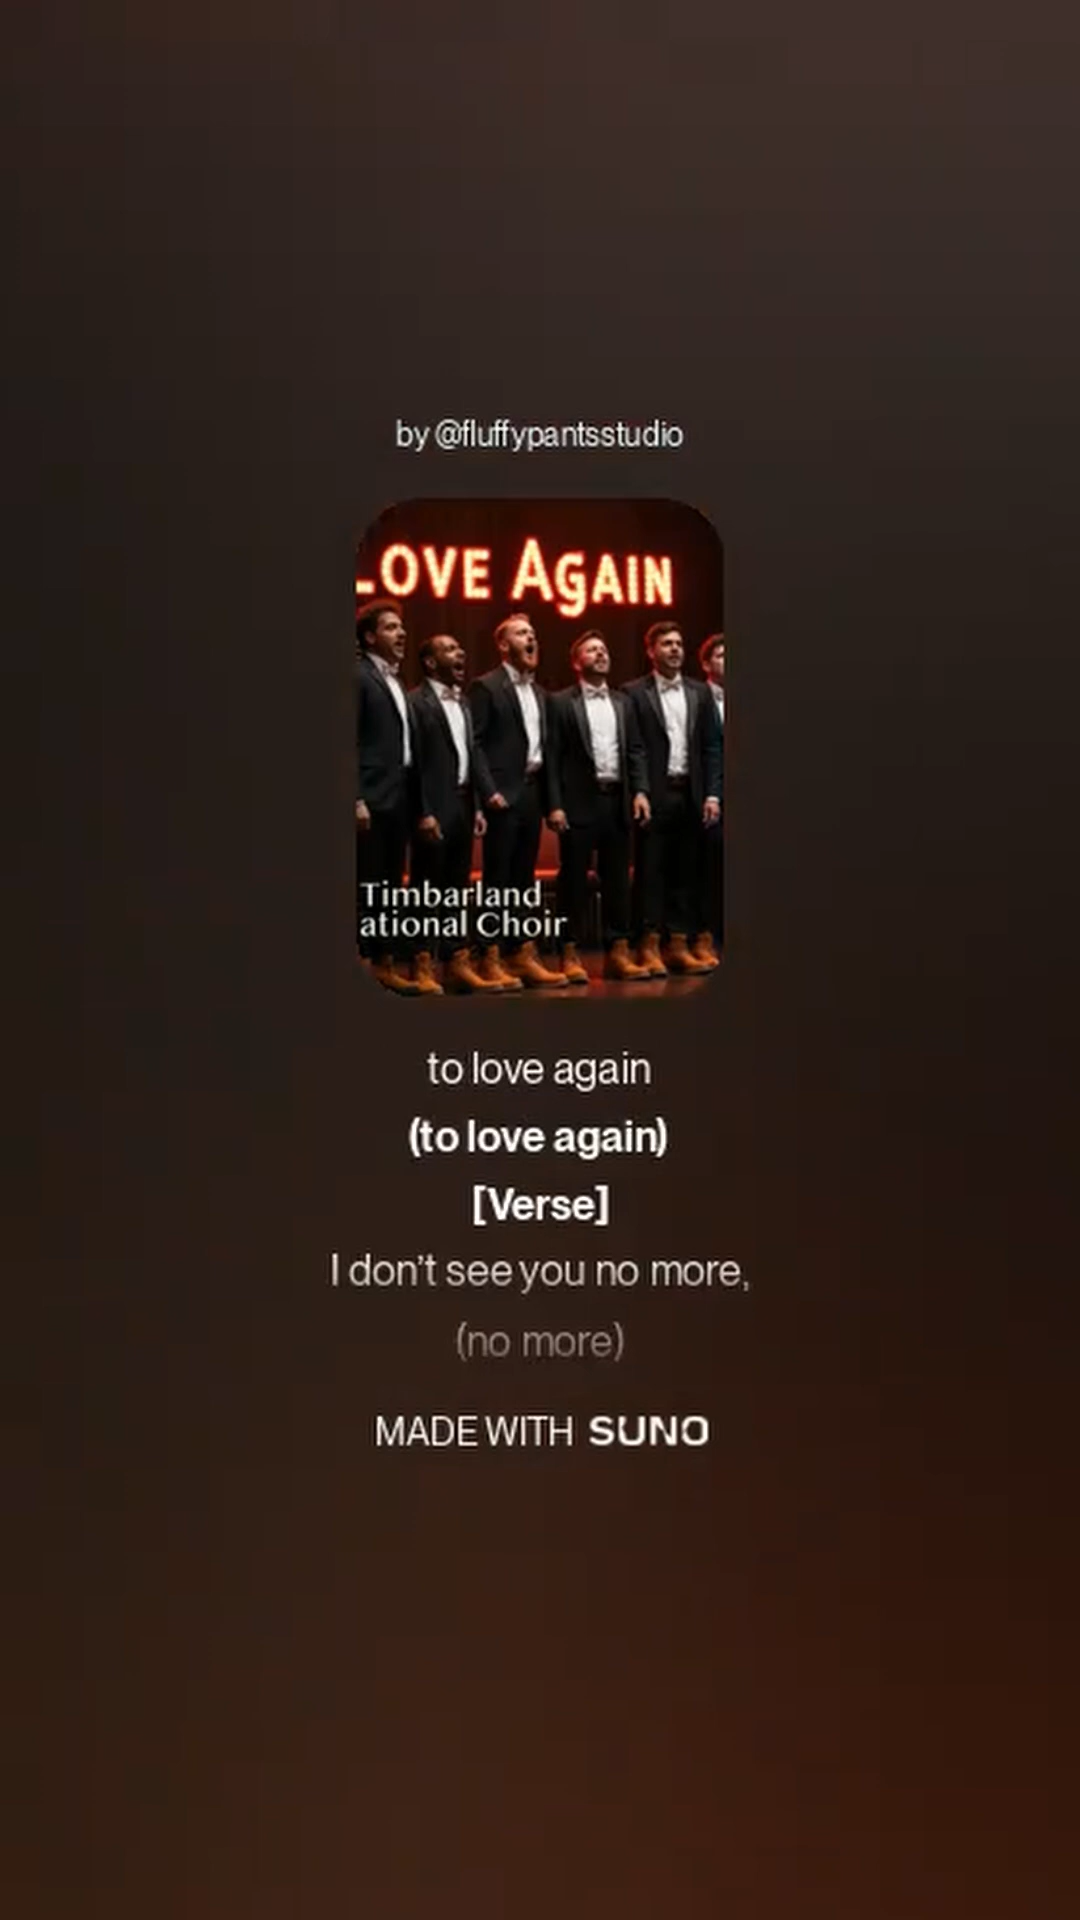 by @fluffypantsstudio
LOVE AGAIN
Timbarland
ational Choir
to love again
(to love again)
[Verse]
I don't see you no more,
(no more)
MADE WITH SUNO